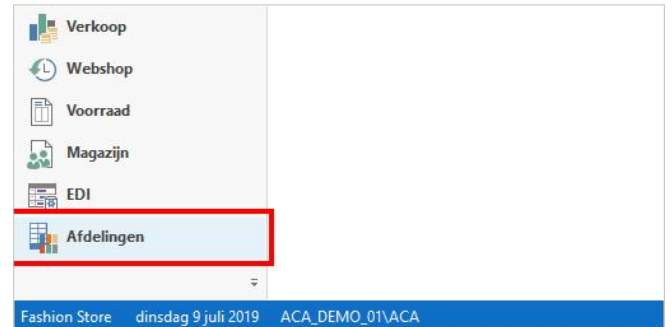 Verkoop
Webshop
Voorraad
Magazijn
EDI
Afdelingen
Fashion Store dinsdag 9 juli 2019 ACA_DEMO_01\ACA